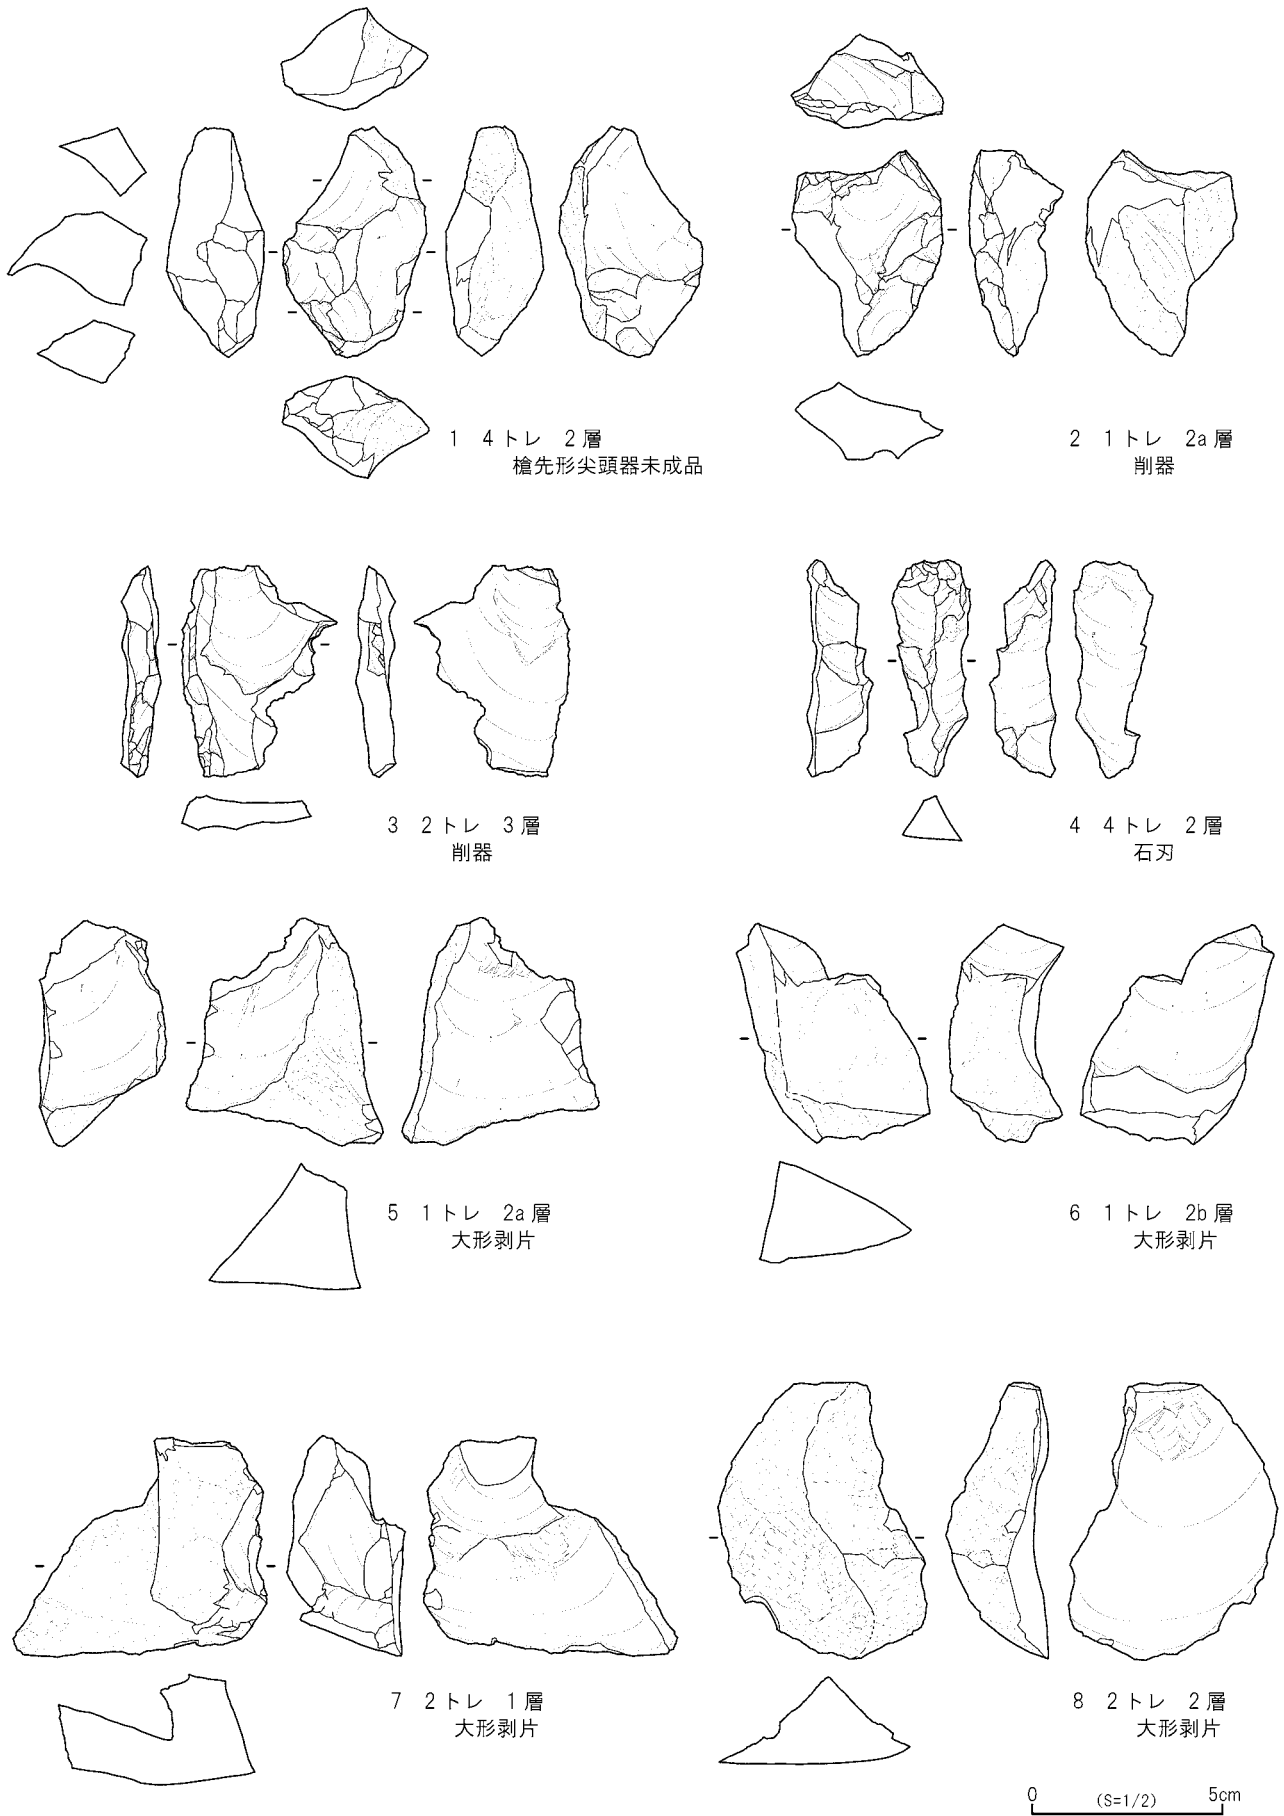 1 4トレ 2層
槍先形尖頭器未成品
2 1トレ 2a層
削器
3 2トレ 3層
削器
4 4トレ 2層
石刃
5 1トレ 2a層
大形剥片
6 1トレ 2b層
大形剥片
7 2トレ 1層
大形剥片
8 2トレ 2層
大形剥片
0 (S=1/2) 5cm